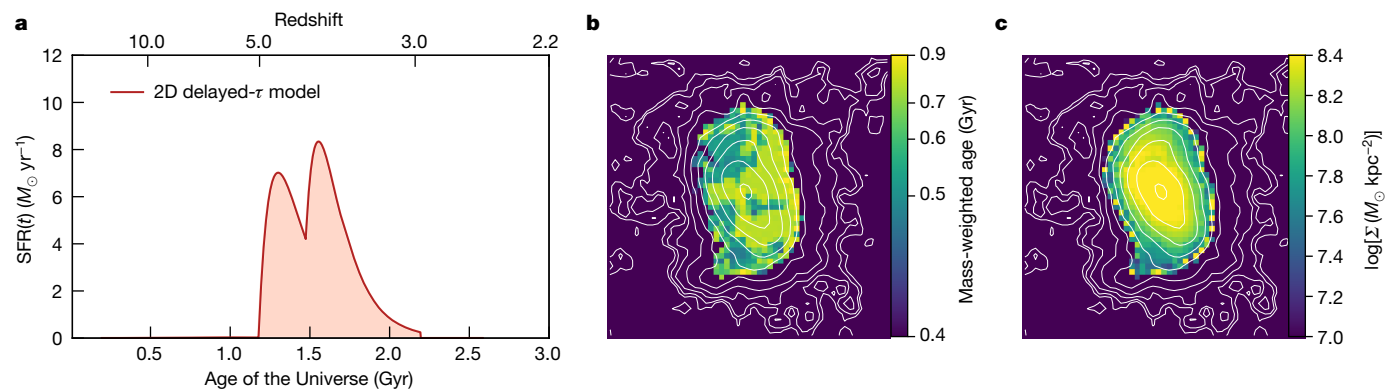 a
Redshift
10.0 5.0 3.0 2.2
12
10
8
6
4
2
0
SFR(t) (M☉ yr⁻¹)
2D delayed-τ model
0.5 1.0 1.5 2.0 2.5 3.0
Age of the Universe (Gyr)
b
0.9
0.7
0.6
0.5
0.4
Mass-weighted age (Gyr)
c
8.4
8.2
8.0
7.8
7.6
7.4
7.2
7.0
log[Σ (M☉ kpc⁻²)]